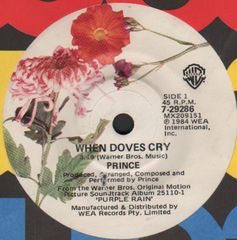 SIDE 1
45 R.P.M.
7-29286
MX209151
℗ 1984 WEA
International,
Inc.
WHEN DOVES CRY
3.49 (Warner Bros. Music)
PRINCE
Produced, Arranged, Composed and
Performed by Prince
From the Warner Bros. Original Motion
Picture Soundtrack Album 25110-1
'PURPLE RAIN'
Manufactured & Distributed by
WEA Records Pty. Limited